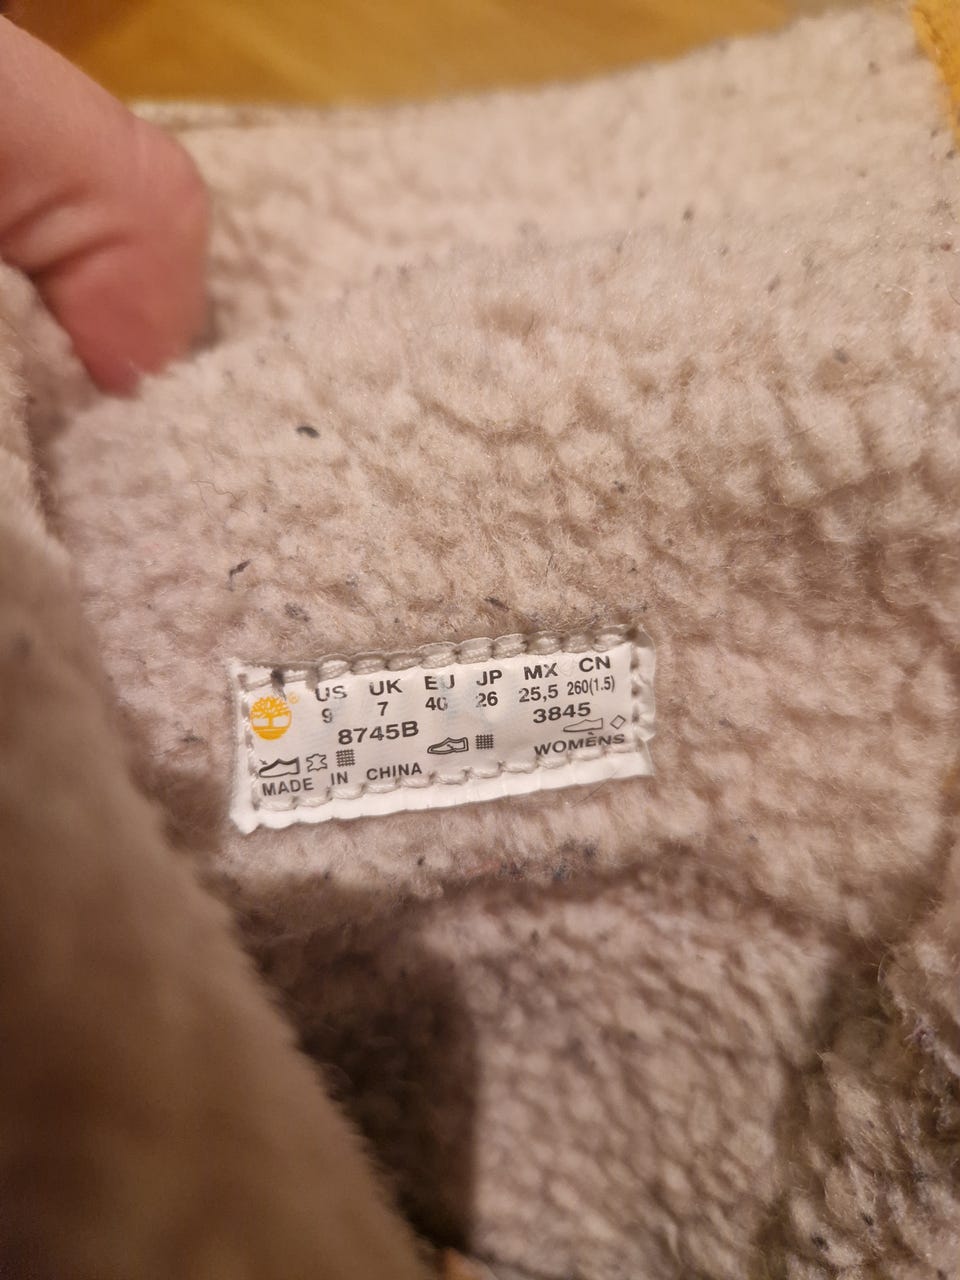 US UK EU JP MX CN
9 7 40 26 25,5 260(1.5)
8745B 3845
WOMENS
MADE IN CHINA